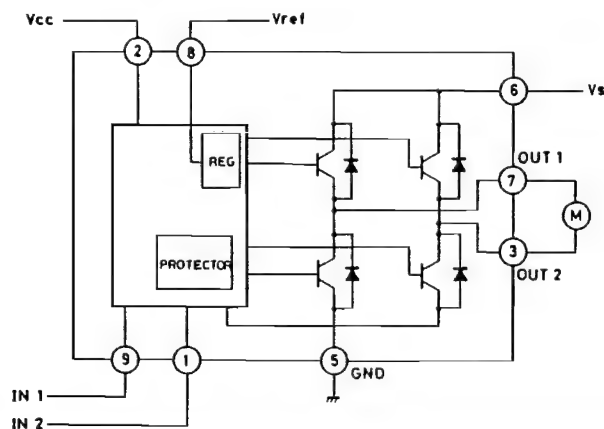 Vcc
Vref
2
8
6
Vs
OUT 1
7
REG
M
PROTECTOR
3
OUT 2
9
1
5
GND
IN 1
IN 2